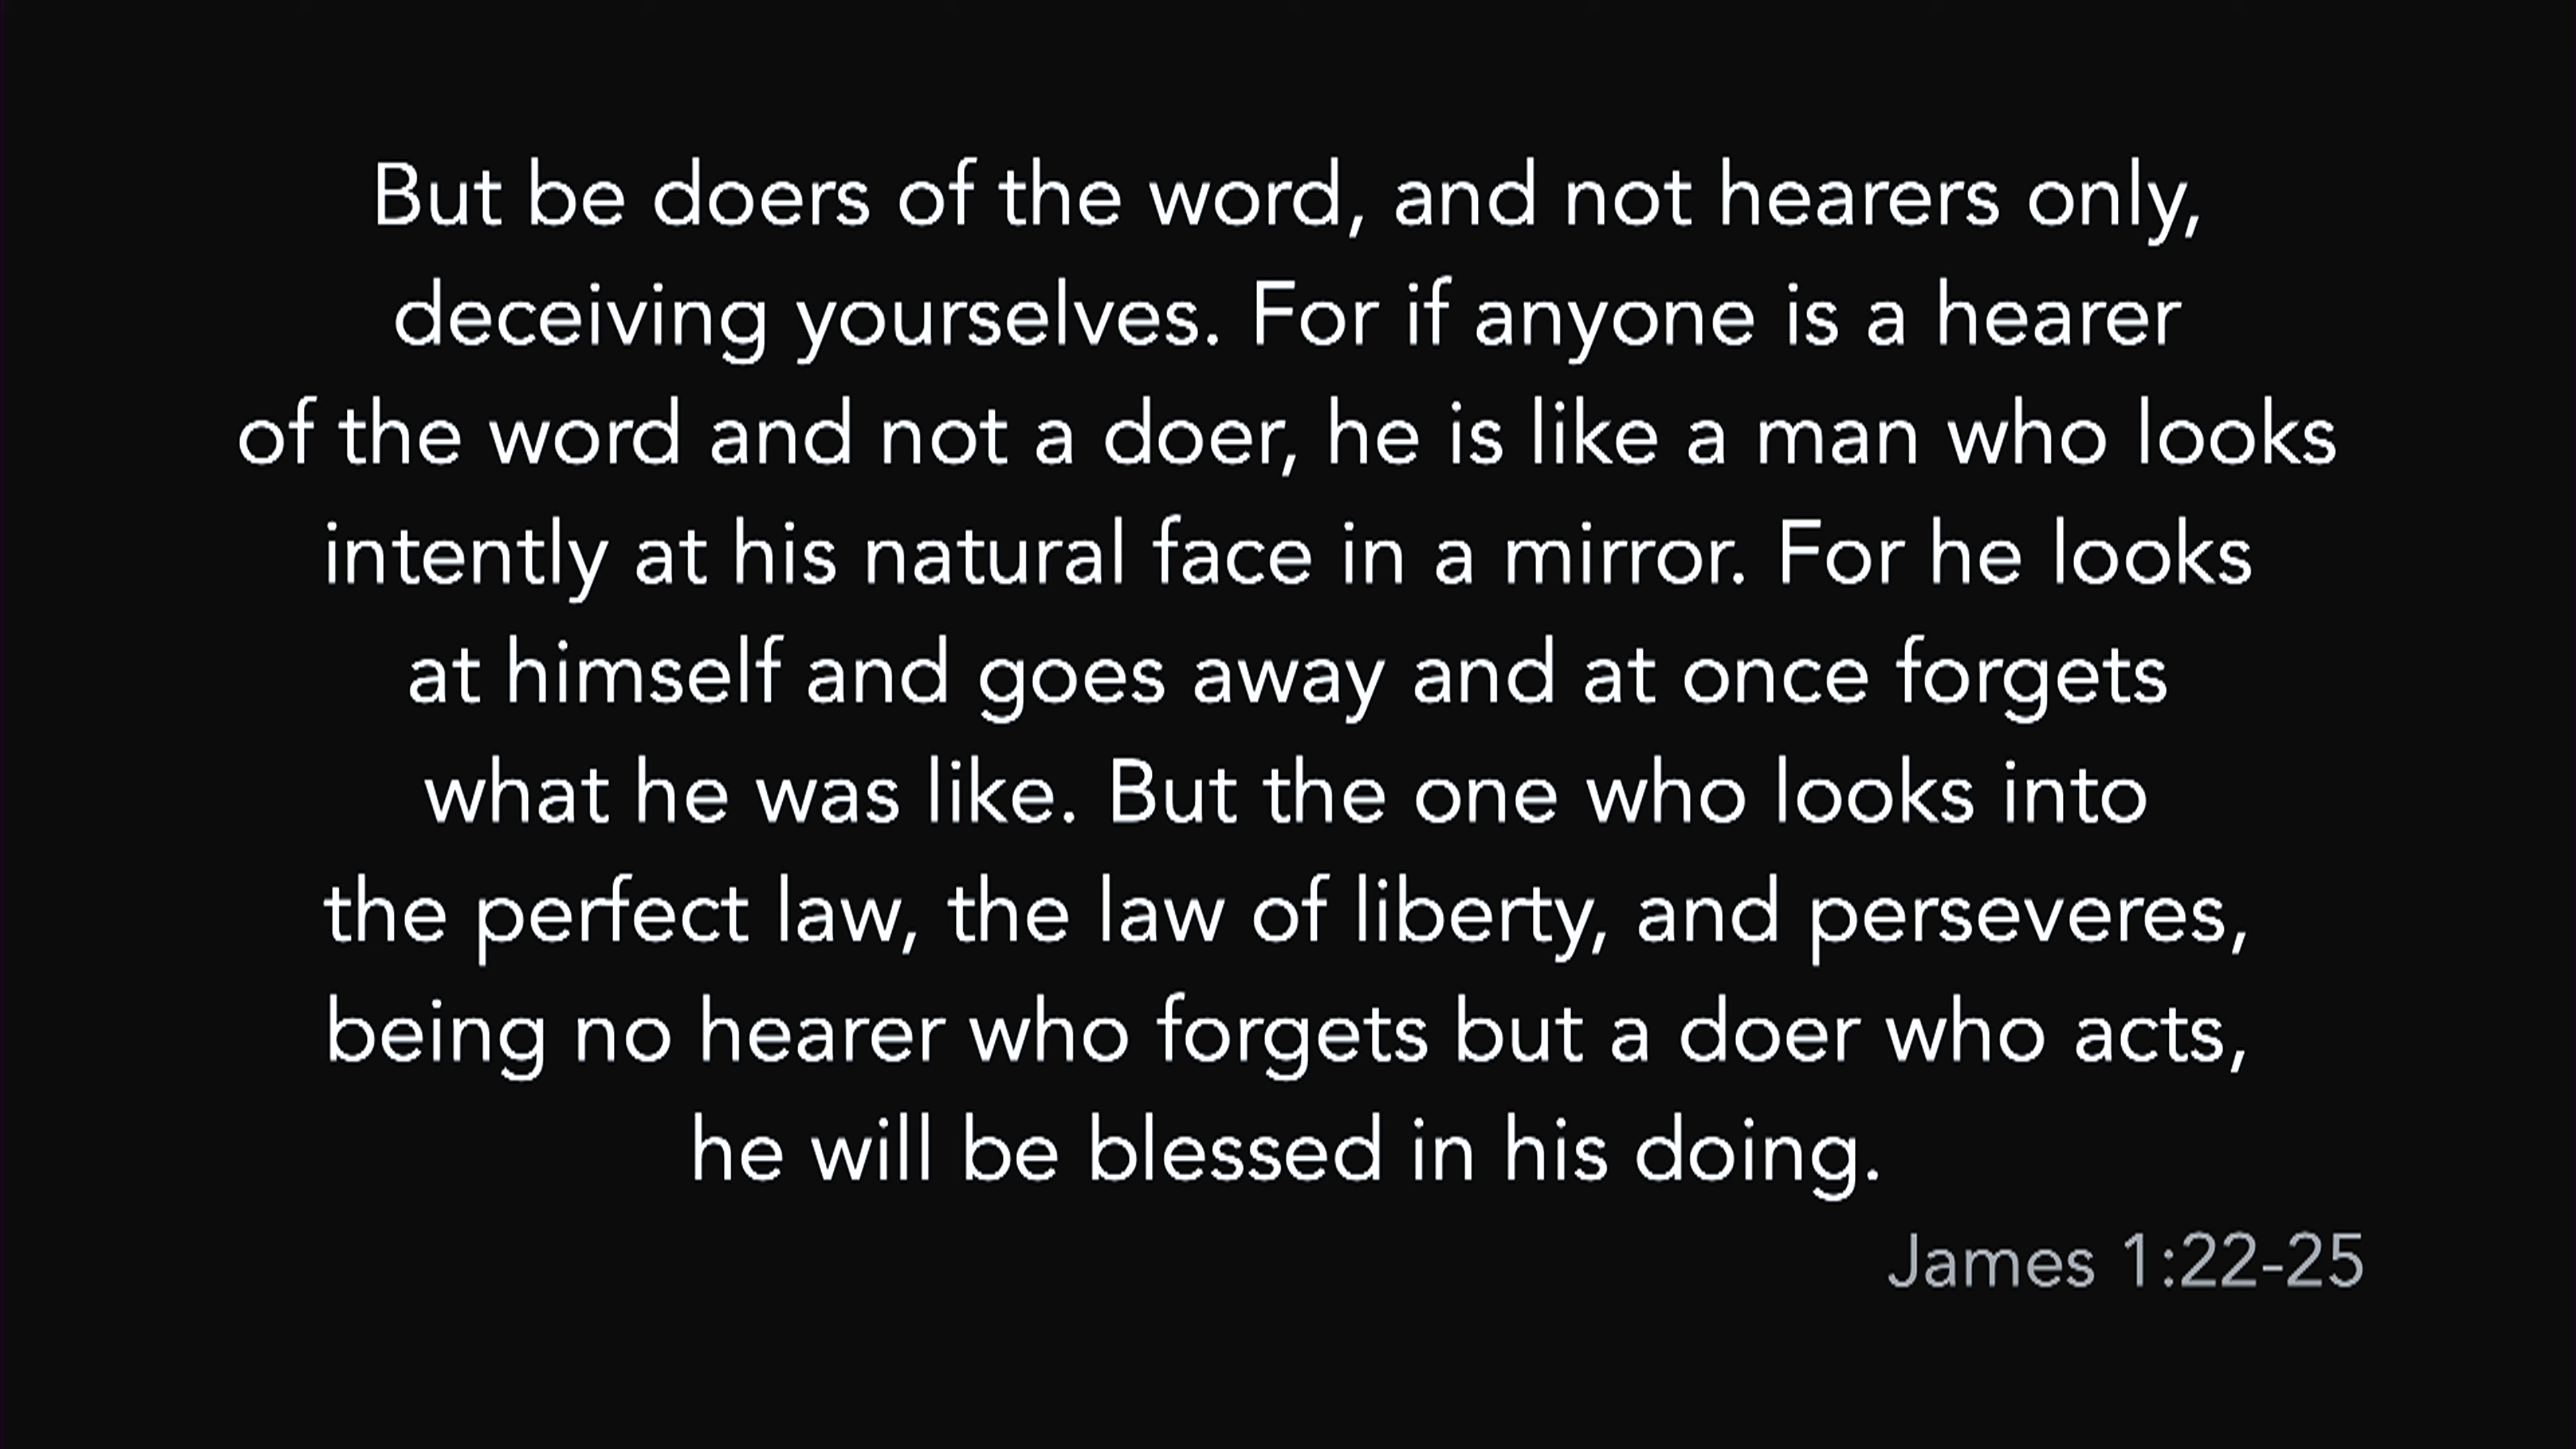 But be doers of the word, and not hearers only,
deceiving yourselves. For if anyone is a hearer
of the word and not a doer, he is like a man who looks
intently at his natural face in a mirror. For he looks
at himself and goes away and at once forgets
what he was like. But the one who looks into
the perfect law, the law of liberty, and perseveres,
being no hearer who forgets but a doer who acts,
he will be blessed in his doing.
James 1:22-25